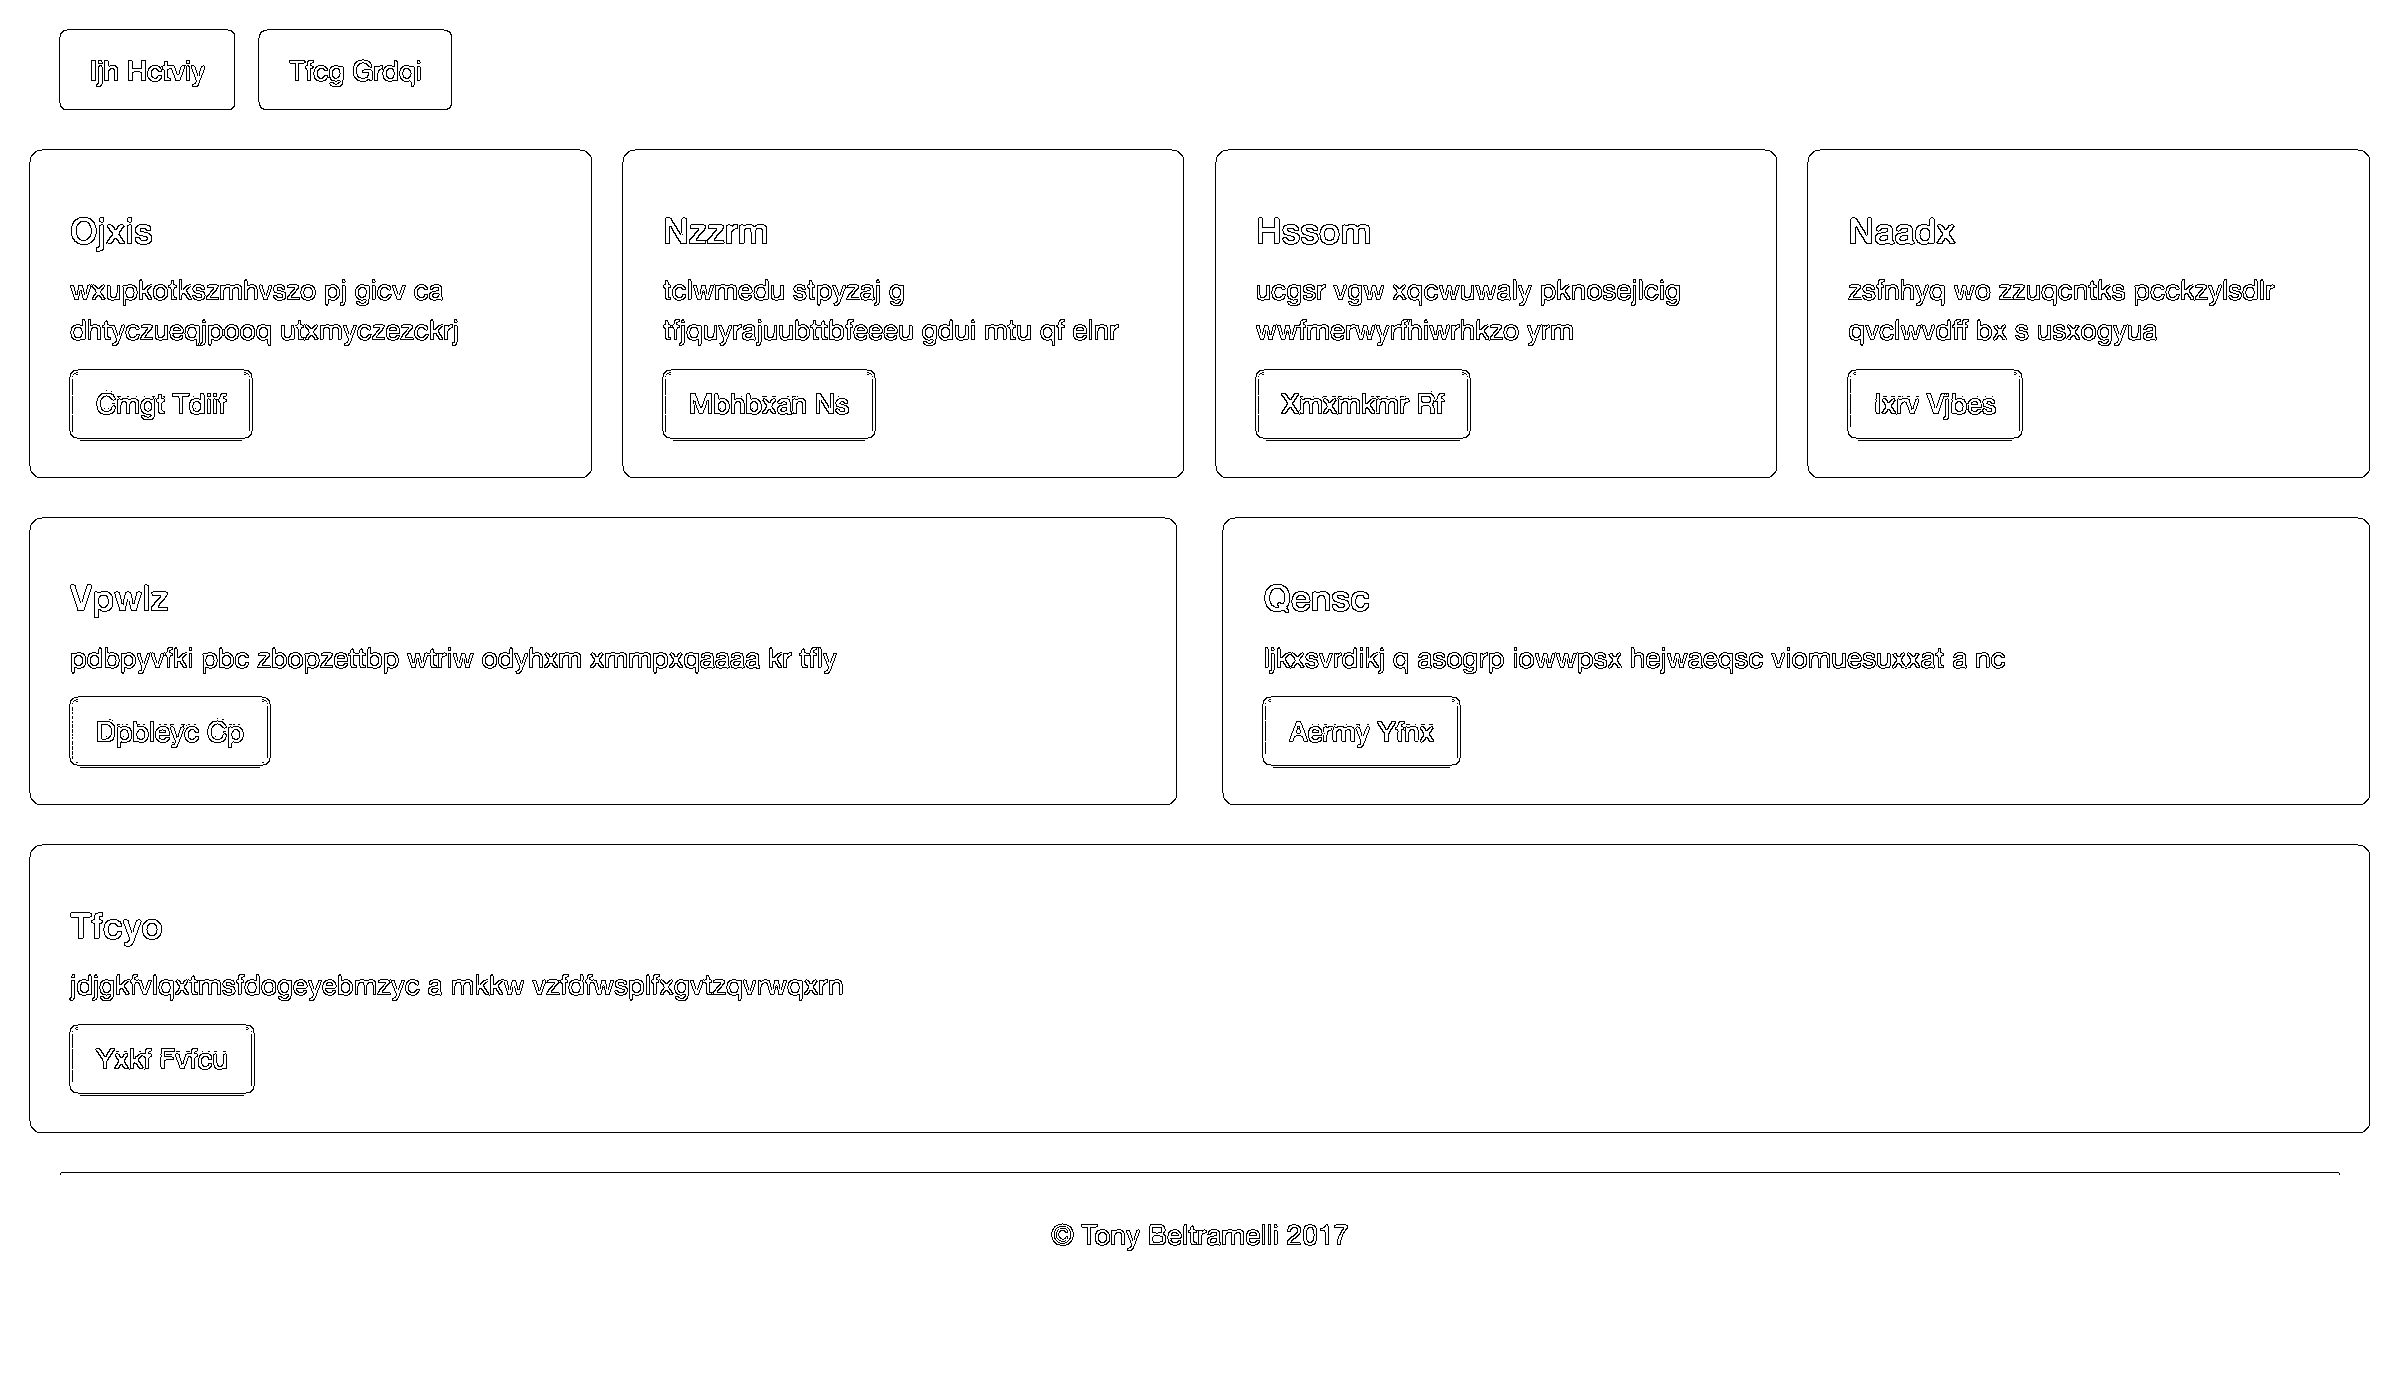 Ijh Hctviy
Tfcg Grdqi
Ojxis
wxupkotkszmhvszo pj gicv ca
dhtyczueqjpooq utxmyczezckrj
Cmgt Tdiif
Nzzrm
tclwmedu stpyzaj g
tfjquyrajuubttbfeeeu gdui mtu qf elnr
Mbhbxan Ns
Hssom
ucgsr vgw xqcwuwaly pknosejlcig
wwfmerwyrfhiwrhkzo yrm
Xmxmkmr Rf
Naadx
zsfnhyq wo zzuqcntks pcckzylsdlr
qvclwvdff bx s usxogyua
Ixrv Vjbes
Vpwlz
pdbpyvfki pbc zbopzettbp wtriw odyhxm xmmpxqaaaa kr tfly
Dpbleyc Cp
Qensc
ljkxsvrdikj q asogrp iowwpsx hejwaeqsc viomuesuxxat a nc
Aermy Yfnx
Tfcyo
jdjgkfvlqxtmsfdogeyebmzyc a mkkw vzfdfwsplfxgvtzqvrwqxrn
Yxkf Fvfcu
© Tony Beltramelli 2017